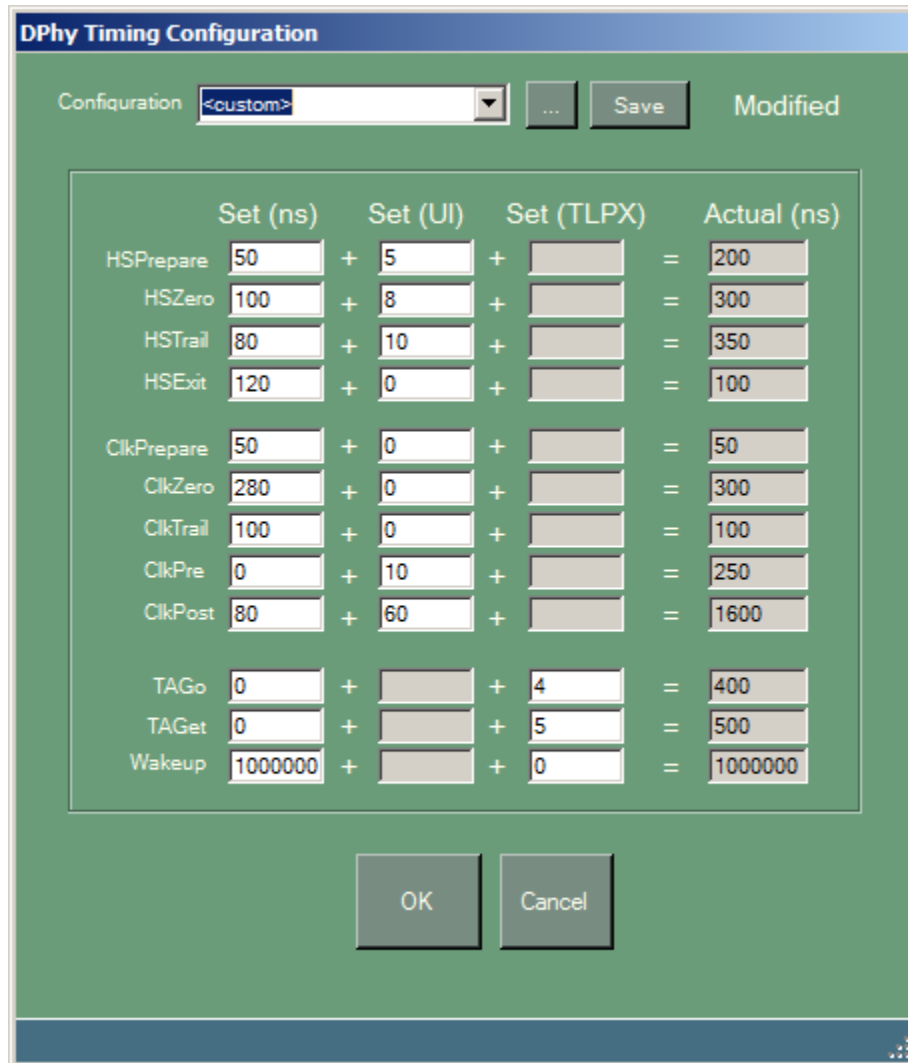 DPhy Timing Configuration
Configuration <custom> ... Save Modified
Set (ns) Set (UI) Set (TLPX) Actual (ns)
HSPrepare 50 + 5 + = 200
HSZero 100 + 8 + = 300
HSTrail 80 + 10 + = 350
HSExit 120 + 0 + = 100
ClkPrepare 50 + 0 + = 50
ClkZero 280 + 0 + = 300
ClkTrail 100 + 0 + = 100
ClkPre 0 + 10 + = 250
ClkPost 80 + 60 + = 1600
TAGo 0 + + 4 = 400
TAGet 0 + + 5 = 500
Wakeup 1000000 + + 0 = 1000000
OK Cancel